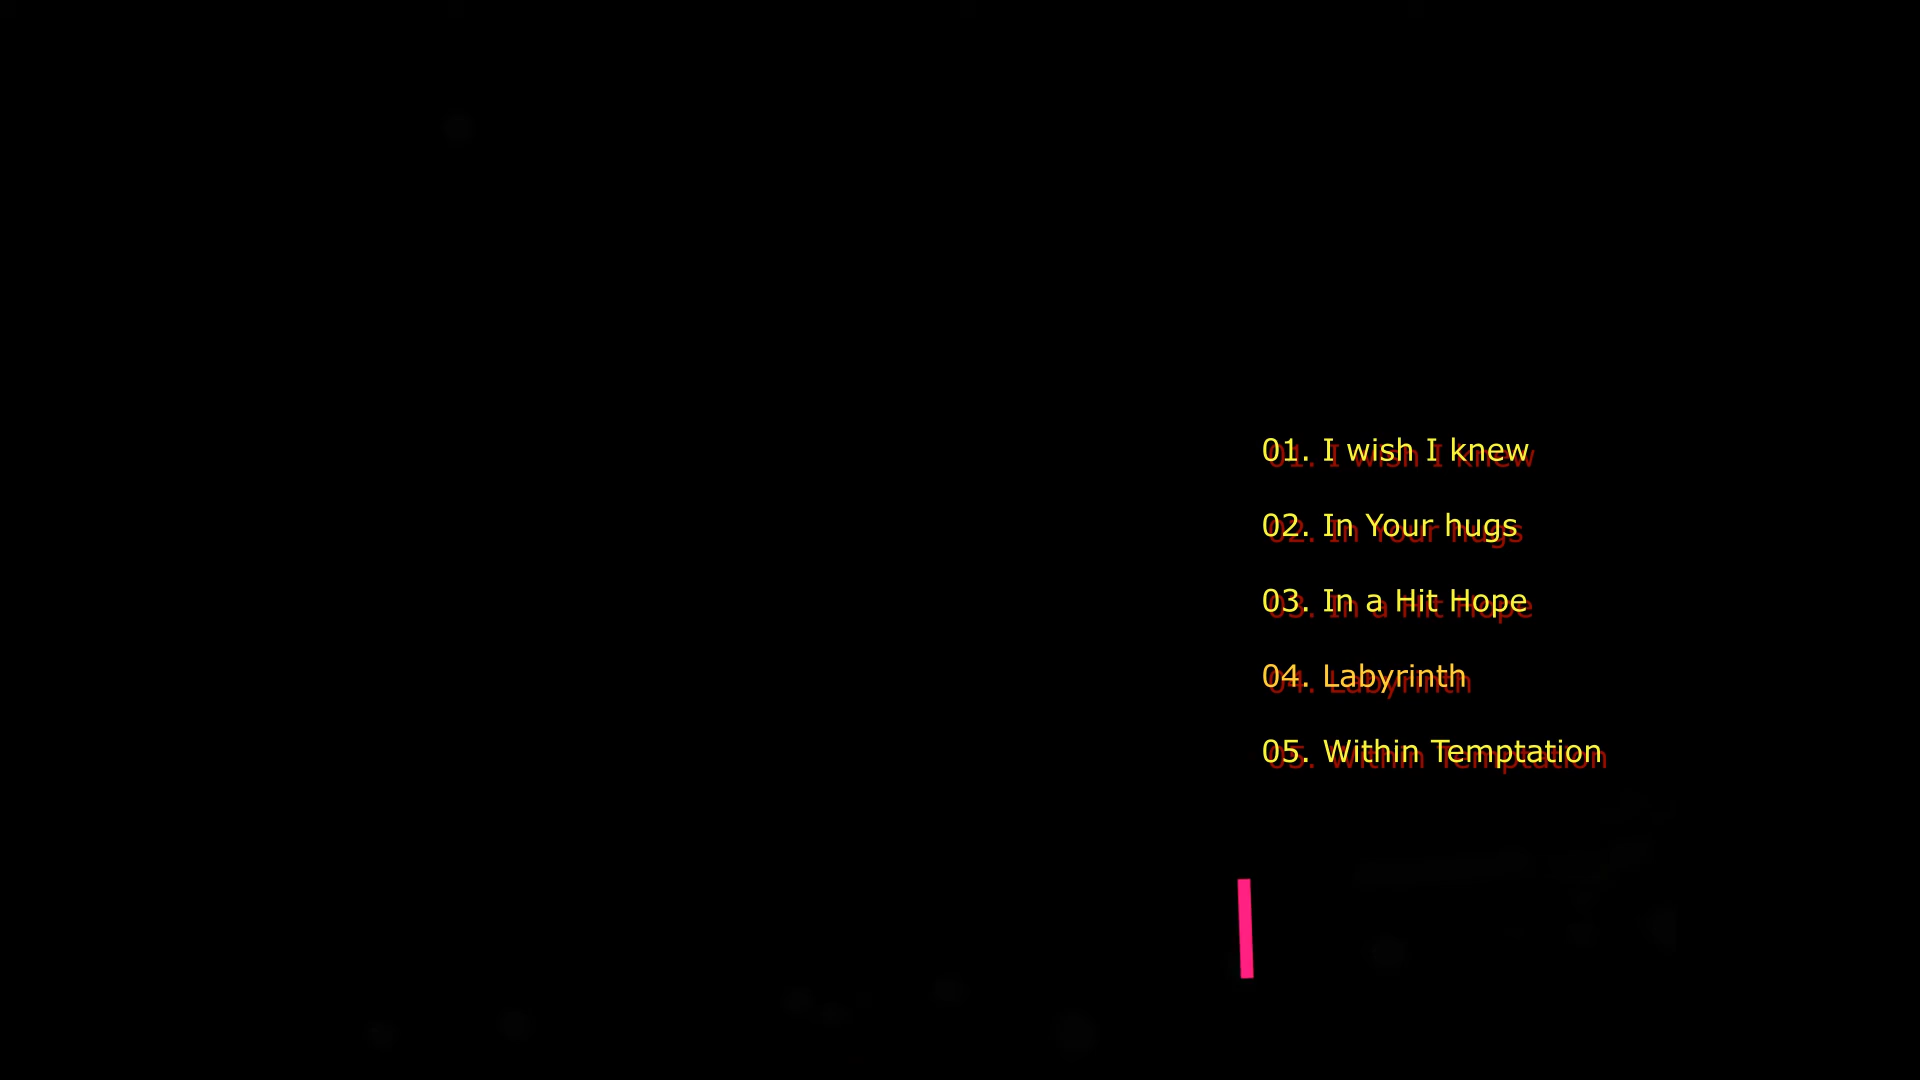 01. I wish I knew
02. In Your hugs
03. In a Hit Hope
04. Labyrinth
05. Within Temptation